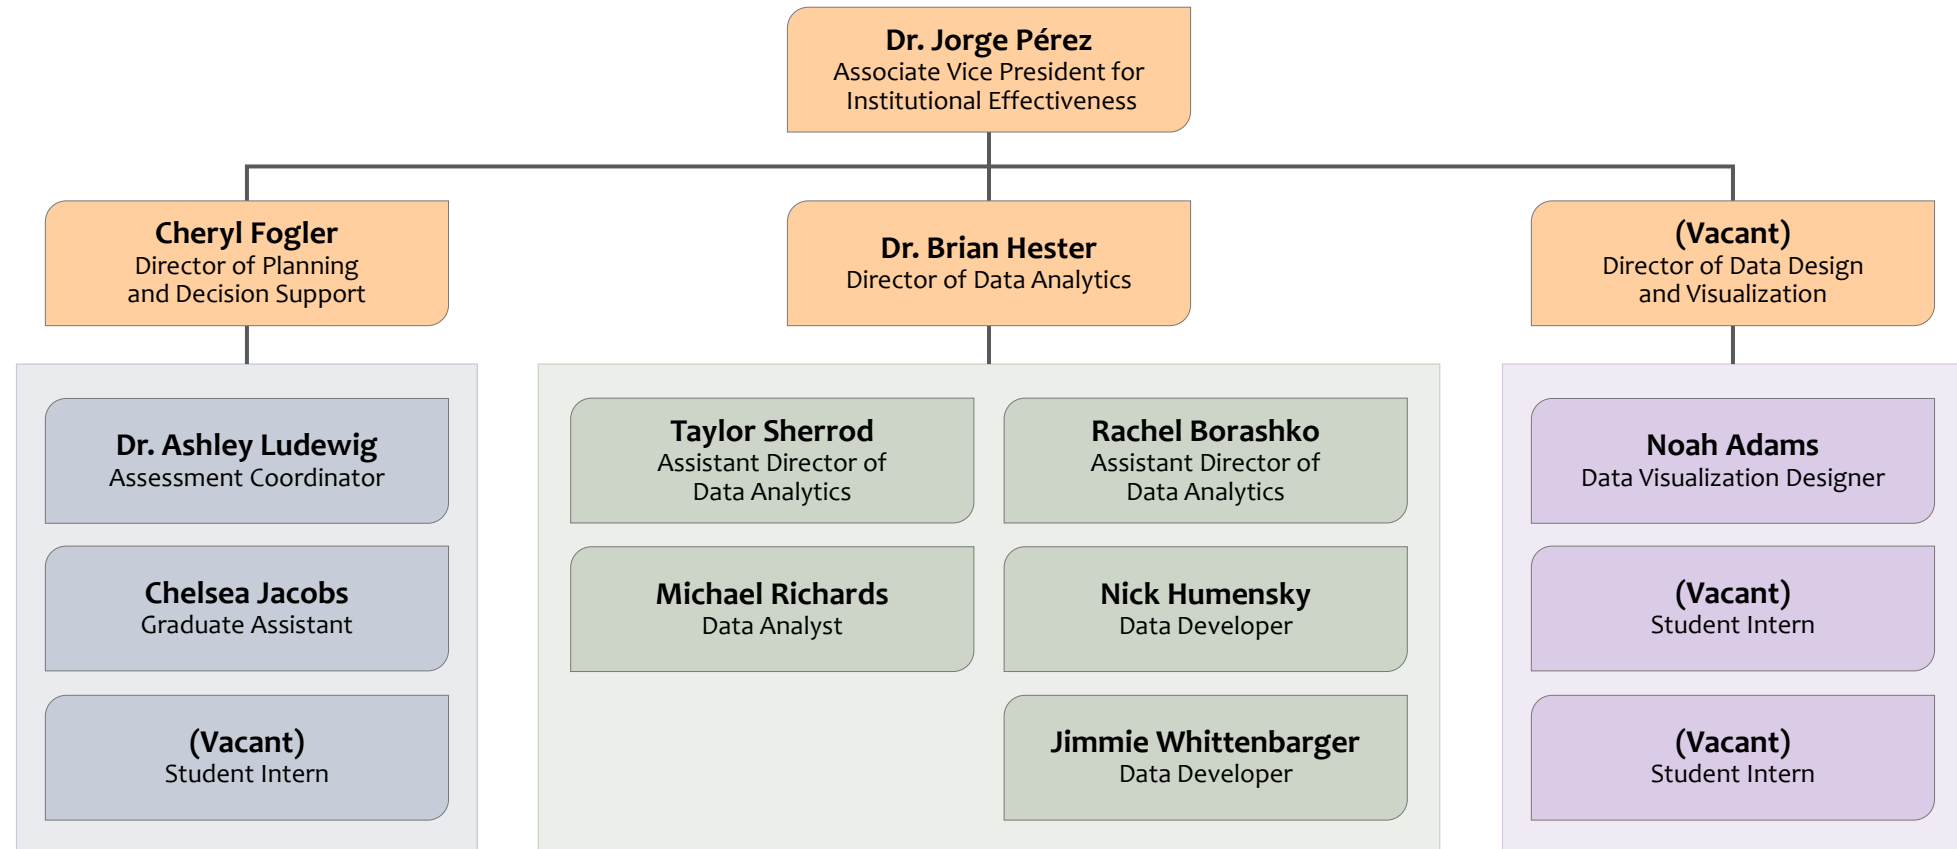 Dr. Jorge Pérez
Associate Vice President for
Institutional Effectiveness
Cheryl Fogler
Director of Planning
and Decision Support
Dr. Brian Hester
Director of Data Analytics
(Vacant)
Director of Data Design
and Visualization
Dr. Ashley Ludewig
Assessment Coordinator
Chelsea Jacobs
Graduate Assistant
(Vacant)
Student Intern
Taylor Sherrod
Assistant Director of
Data Analytics
Michael Richards
Data Analyst
Rachel Borashko
Assistant Director of
Data Analytics
Nick Humensky
Data Developer
Jimmie Whittenbarger
Data Developer
Noah Adams
Data Visualization Designer
(Vacant)
Student Intern
(Vacant)
Student Intern